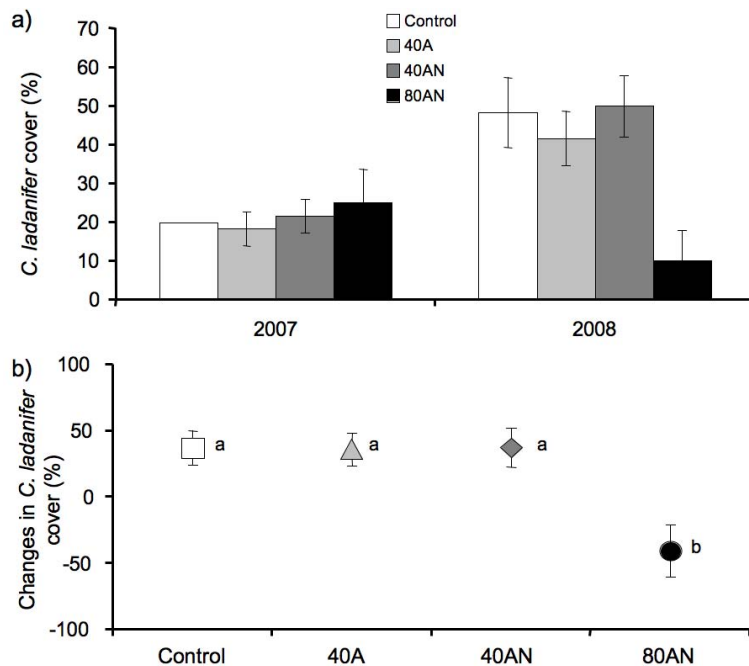 a)
Control
40A
40AN
80AN
C. ladanifer cover (%)
70
60
50
40
30
20
10
0
2007
2008
b)
Changes in C. ladanifer
cover (%)
100
50
0
-50
-100
a
a
a
b
Control
40A
40AN
80AN